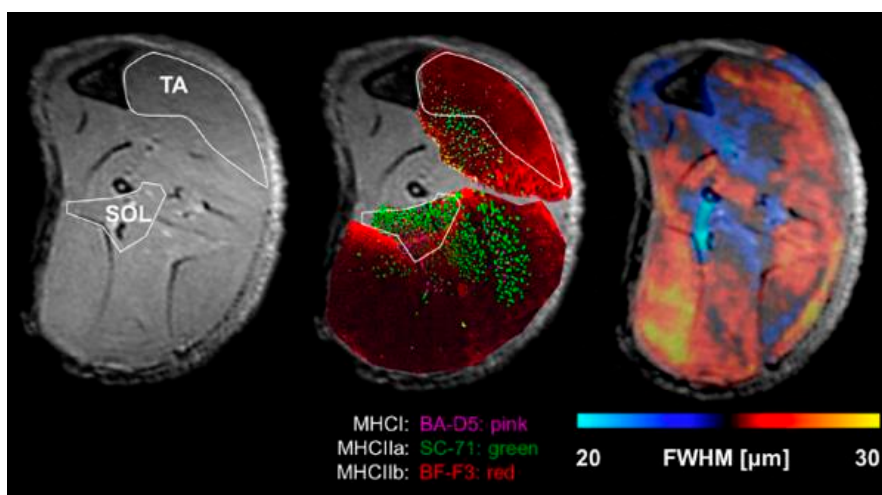 TA
SOL
MHCI: BA-D5: pink
MHCIIa: SC-71: green
MHCIIb: BF-F3: red
20 FWHM [µm] 30